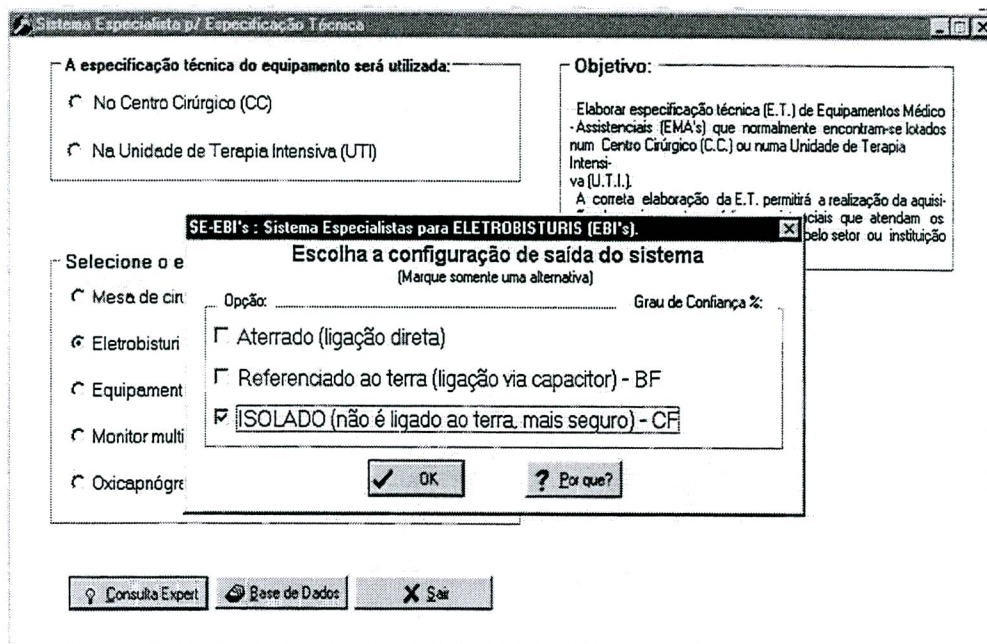 Sistema Especialista p/ Especificação Técnica
A especificação técnica do equipamento será utilizada:
No Centro Cirúrgico (CC)
Na Unidade de Terapia Intensiva (UTI)
Objetivo:
Elaborar especificação técnica (E.T.) de Equipamentos Médico
-Assistenciais (EMA's) que normalmente encontram-se lotados
num Centro Cirúrgico (C.C.) ou numa Unidade de Terapia
Intensi-
va (U.T.I.).
A correta elaboração da E.T. permitirá a realização da aquisi-
ciais que atendam os
pelo setor ou instituição
SE-EBI's : Sistema Especialistas para ELETROBISTURIS (EBI's).
Escolha a configuração de saída do sistema
(Marque somente uma alternativa)
Opção: Grau de Confiança %:
Aterrado (ligação direta)
Referenciado ao terra (ligação via capacitor) - BF
ISOLADO (não é ligado ao terra, mais seguro) - CF
OK Por que?
Selecione o e
Mesa de ciru
Eletrobisturi
Equipament
Monitor multi
Oxicapnógra
Consulta Expert Base de Dados Sair